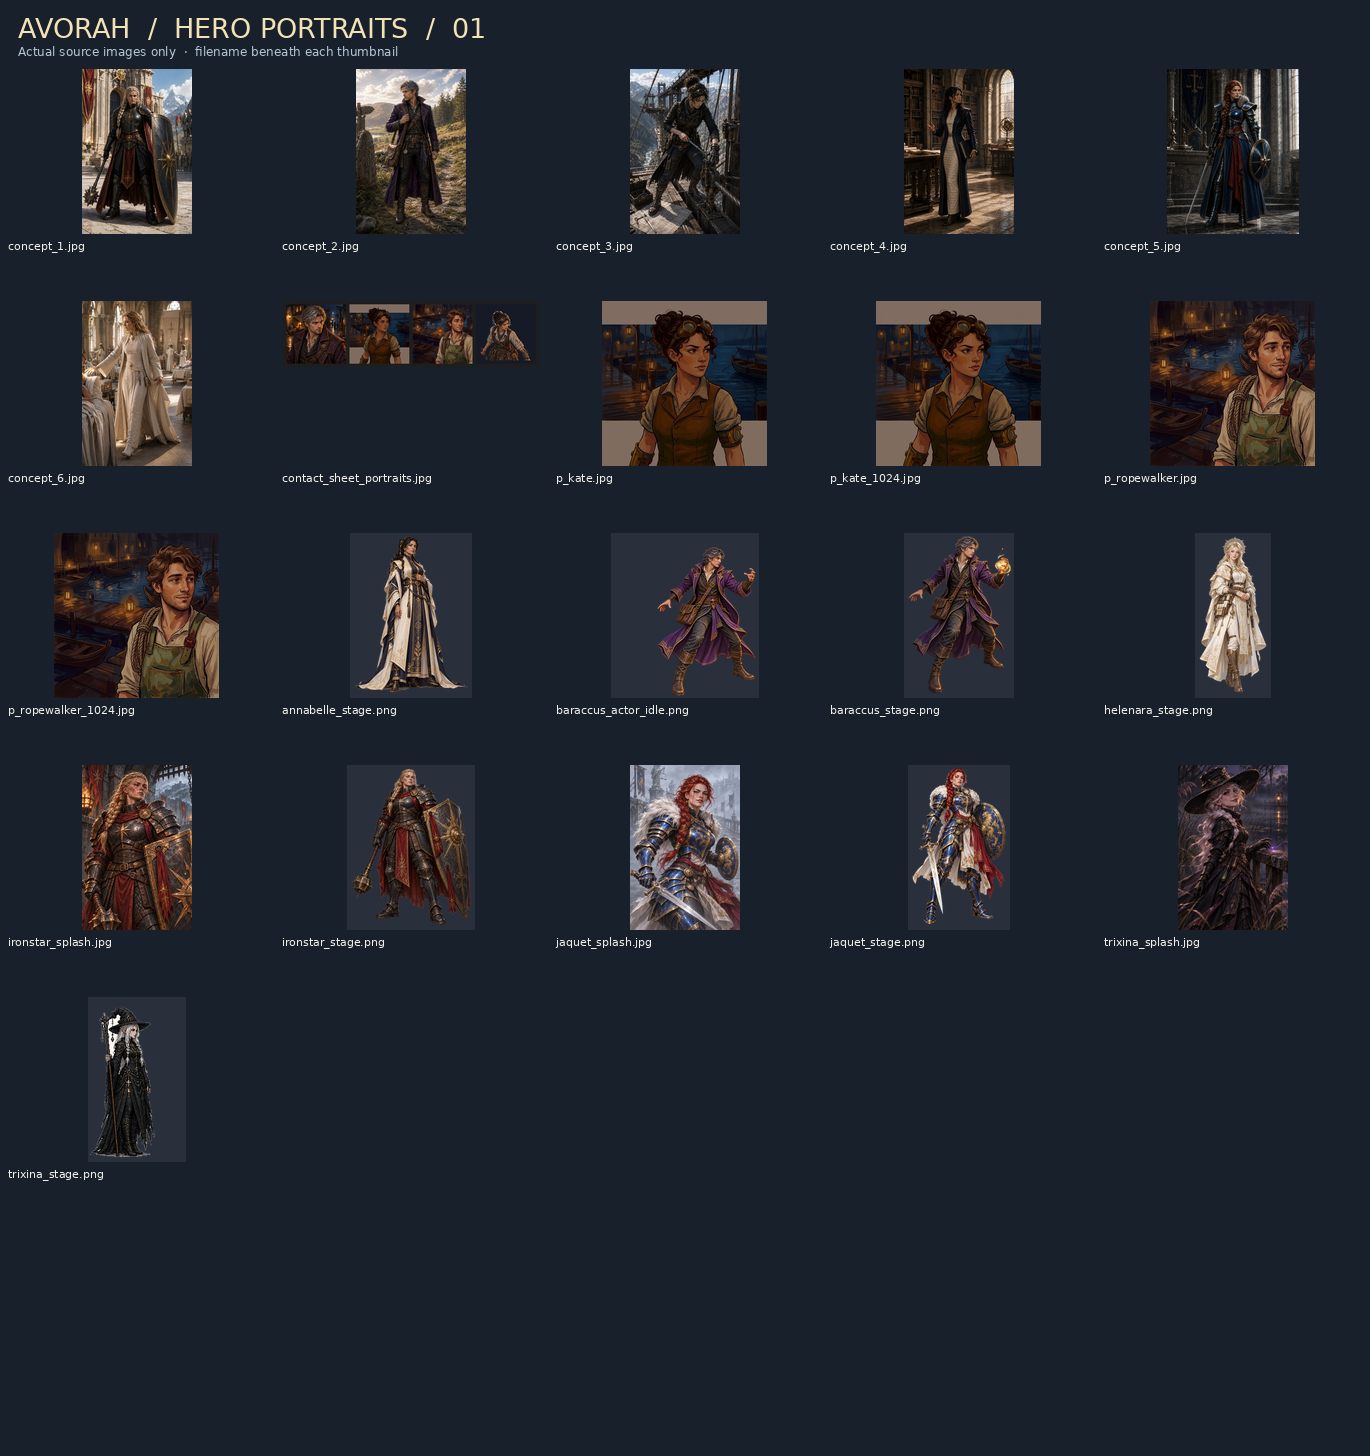 AVORAH / HERO PORTRAITS / 01
Actual source images only · filename beneath each thumbnail
concept_1.jpg
concept_2.jpg
concept_3.jpg
concept_4.jpg
concept_5.jpg
concept_6.jpg
contact_sheet_portraits.jpg
p_kate.jpg
p_kate_1024.jpg
p_ropewalker.jpg
p_ropewalker_1024.jpg
annabelle_stage.png
baraccus_actor_idle.png
baraccus_stage.png
helenara_stage.png
ironstar_splash.jpg
ironstar_stage.png
jaquet_splash.jpg
jaquet_stage.png
trixina_splash.jpg
trixina_stage.png